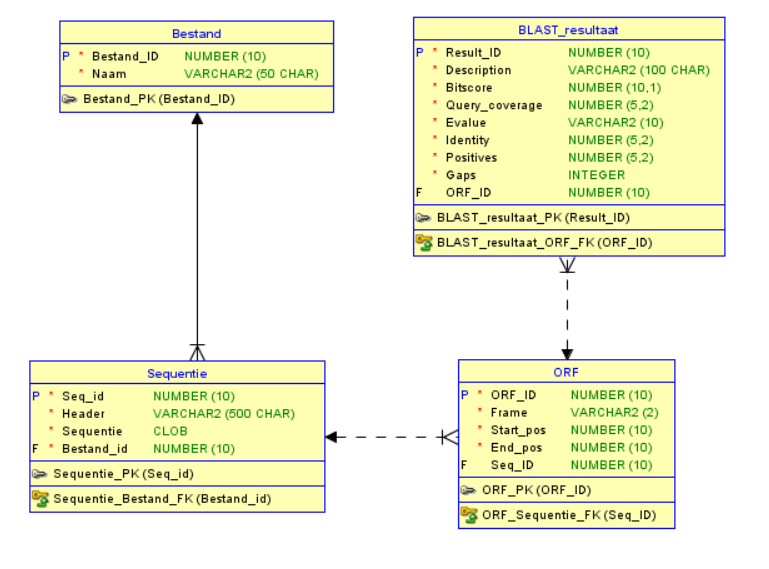 Bestand
P * Bestand_ID NUMBER (10)
* Naam VARCHAR2 (50 CHAR)
Bestand_PK (Bestand_ID)
BLAST_resultaat
P * Result_ID NUMBER (10)
* Description VARCHAR2 (100 CHAR)
* Bitscore NUMBER (10,1)
* Query_coverage NUMBER (5,2)
* Evalue VARCHAR2 (10)
* Identity NUMBER (5,2)
* Positives NUMBER (5,2)
* Gaps INTEGER
F ORF_ID NUMBER (10)
BLAST_resultaat_PK (Result_ID)
BLAST_resultaat_ORF_FK (ORF_ID)
Sequentie
P * Seq_id NUMBER (10)
* Header VARCHAR2 (500 CHAR)
* Sequentie CLOB
F * Bestand_id NUMBER (10)
Sequentie_PK (Seq_id)
Sequentie_Bestand_FK (Bestand_id)
ORF
P * ORF_ID NUMBER (10)
* Frame VARCHAR2 (2)
* Start_pos NUMBER (10)
* End_pos NUMBER (10)
F Seq_ID NUMBER (10)
ORF_PK (ORF_ID)
ORF_Sequentie_FK (Seq_ID)